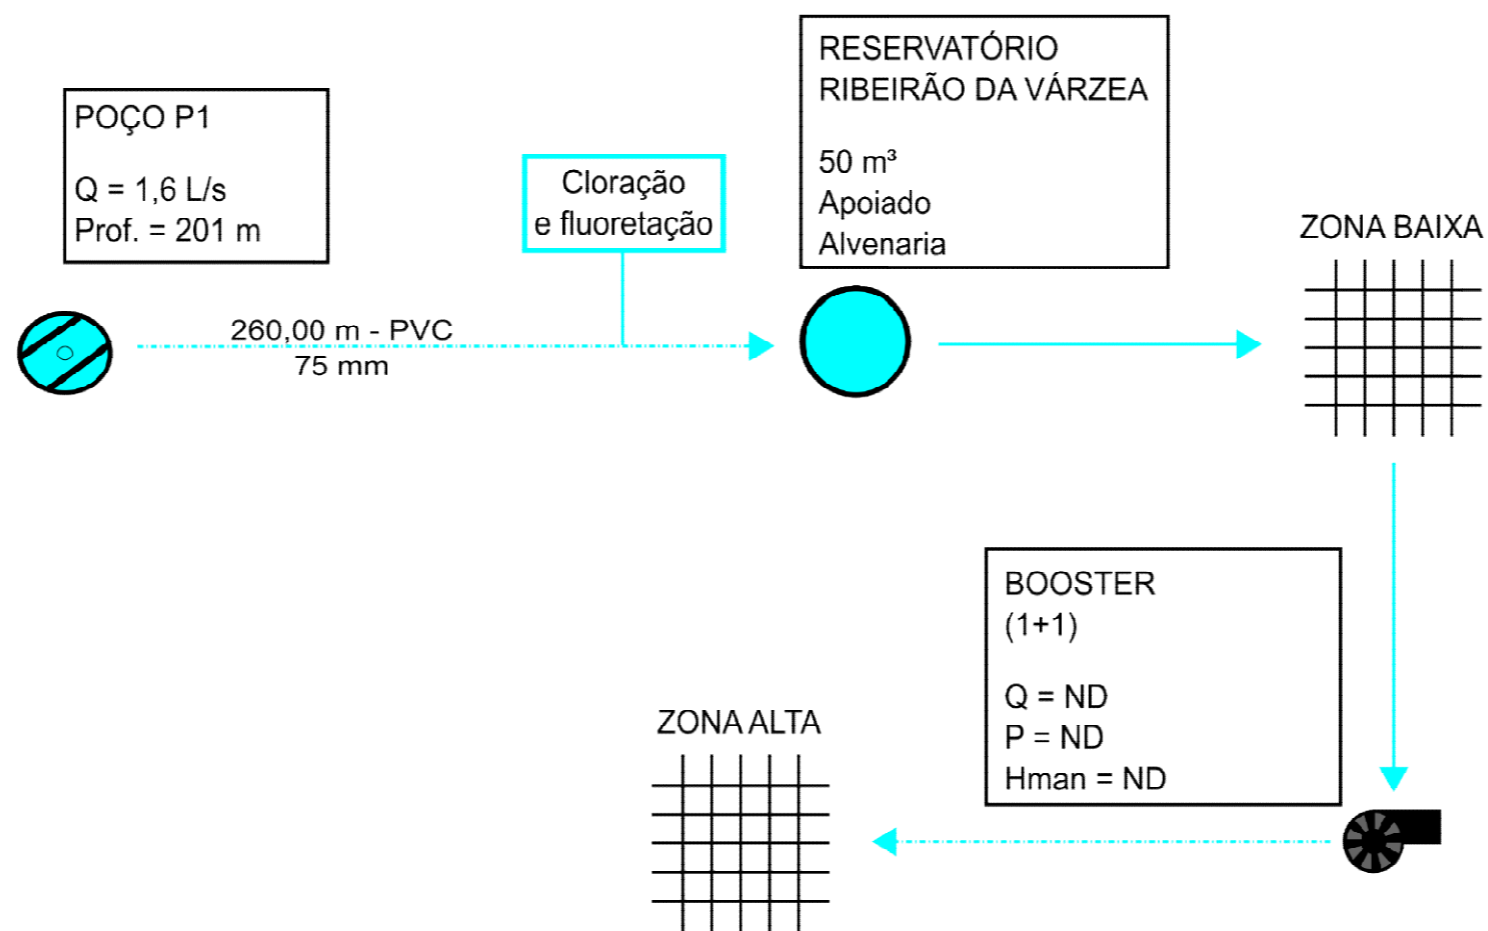 POÇO P1
Q = 1,6 L/s
Prof. = 201 m
Cloração
e fluoretação
RESERVATÓRIO
RIBEIRÃO DA VÁRZEA
50 m³
Apoiado
Alvenaria
ZONA BAIXA
260,00 m - PVC
75 mm
BOOSTER
(1+1)
Q = ND
P = ND
Hman = ND
ZONA ALTA